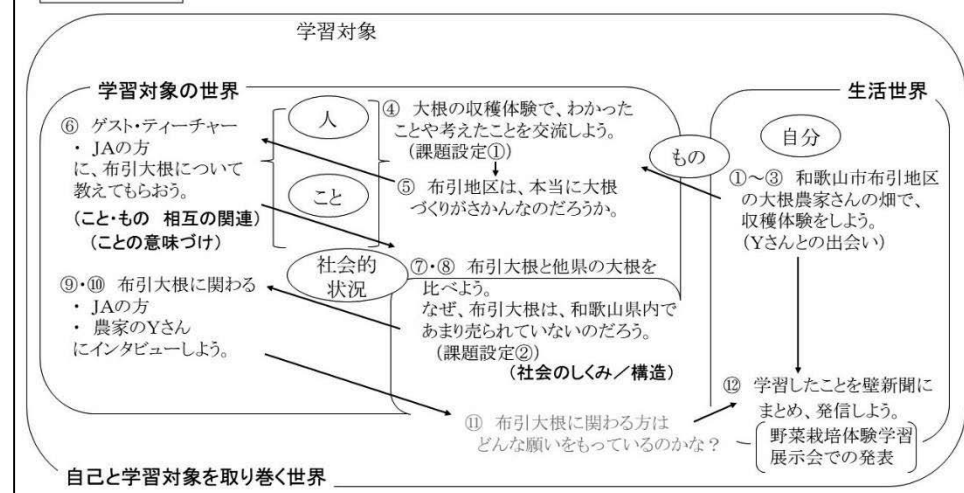 学習対象
学習対象の世界
⑥ ゲスト・ティーチャー
・ JAの方
に、布引大根について
教えてもらおう。
(こと・もの 相互の関連)
(ことの意味づけ)
⑨・⑩ 布引大根に関わる
・ JAの方
・ 農家のYさん
にインタビューしよう。
人
こと
社会的
状況
④ 大根の収穫体験で、わかった
ことや考えたことを交流しよう。
(課題設定①)
⑤ 布引地区は、本当に大根
づくりがさかんなのだろうか。
⑦・⑧ 布引大根と他県の大根を
比べよう。
なぜ、布引大根は、和歌山県内で
あまり売られていないのだろう。
(課題設定②)
(社会のしくみ/構造)
⑪ 布引大根に関わる方は
どんな願いをもっているのかな?
もの
生活世界
自分
①～③ 和歌山市布引地区
の大根農家さんの畑で、
収穫体験をしよう。
(Yさんとの出会い)
⑫ 学習したことを壁新聞に
まとめ、発信しよう。
野菜栽培体験学習
展示会での発表
自己と学習対象を取り巻く世界